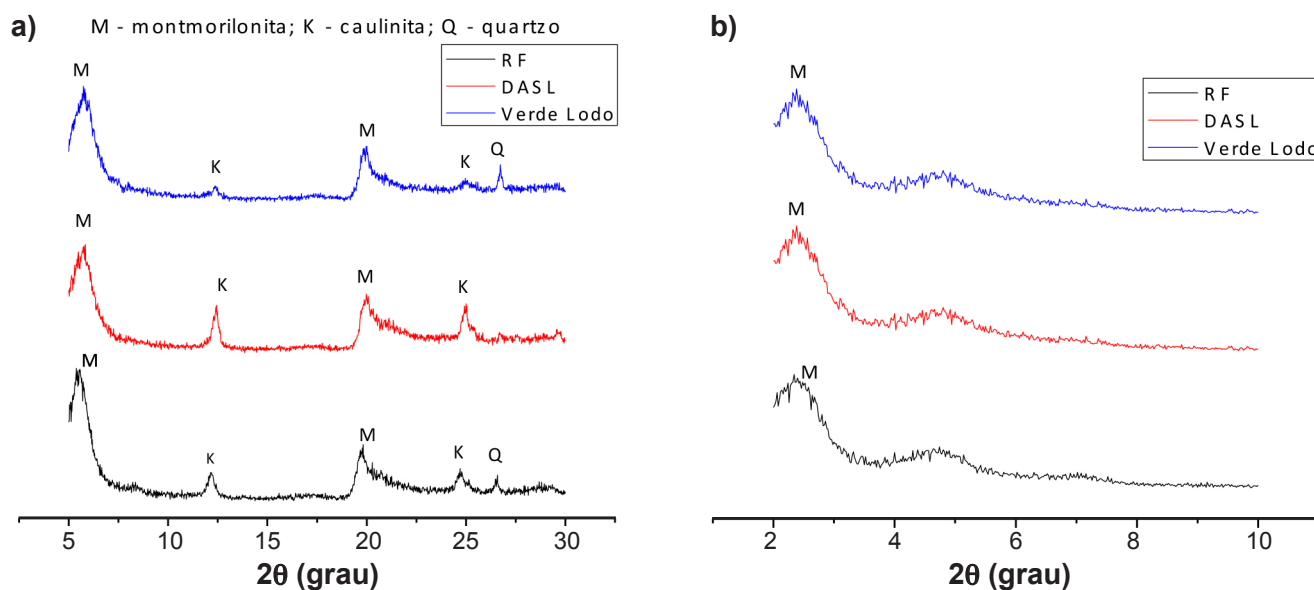 a)
M - montmorilonita; K - caulinita; Q - quartzo
RF
DASL
Verde Lodo
M
K
M
K
Q
M
K
M
K
M
K
M
K
Q
5
10
15
20
25
30
2θ (grau)
b)
RF
DASL
Verde Lodo
M
M
M
2
4
6
8
10
2θ (grau)